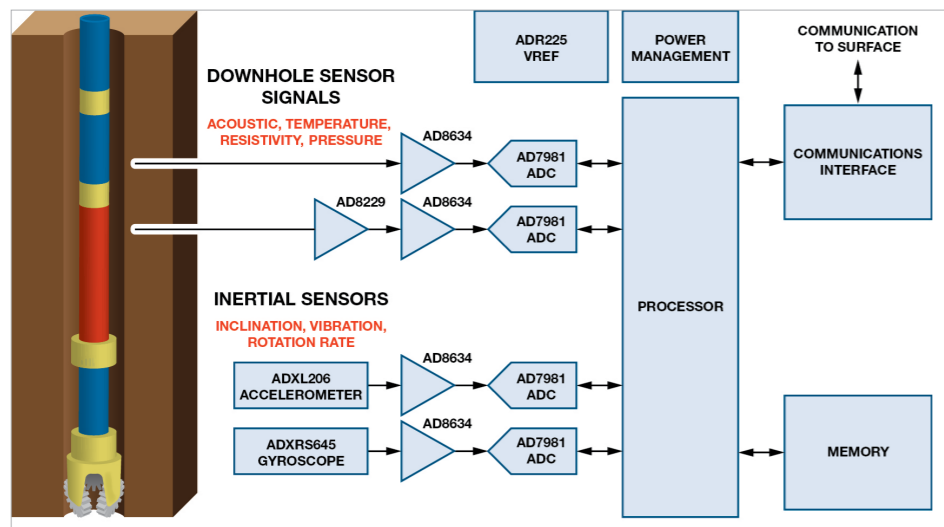 ADR225
VREF
POWER
MANAGEMENT
COMMUNICATION
TO SURFACE
DOWNHOLE SENSOR
SIGNALS
ACOUSTIC, TEMPERATURE,
RESISTIVITY, PRESSURE
AD8634
AD7981
ADC
COMMUNICATIONS
INTERFACE
AD8229
AD8634
AD7981
ADC
PROCESSOR
INERTIAL SENSORS
INCLINATION, VIBRATION,
ROTATION RATE
AD8634
ADXL206
ACCELEROMETER
AD7981
ADC
AD8634
ADXRS645
GYROSCOPE
AD7981
ADC
MEMORY